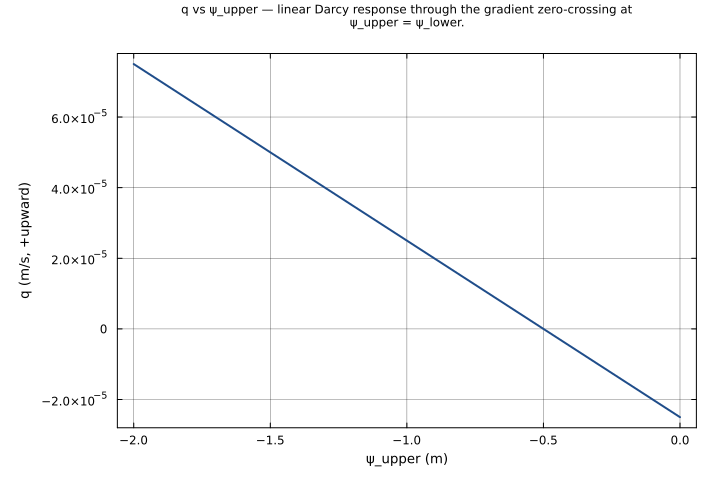 q vs ψ_upper — linear Darcy response through the gradient zero-crossing at
ψ_upper = ψ_lower.
q (m/s, +upward)
6.0×10⁻⁵
4.0×10⁻⁵
2.0×10⁻⁵
0
−2.0×10⁻⁵
−2.0 −1.5 −1.0 −0.5 0.0
ψ_upper (m)